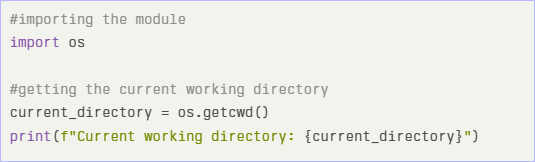 #importing the module
import os

#getting the current working directory
current_directory = os.getcwd()
print(f"Current working directory: {current_directory}")